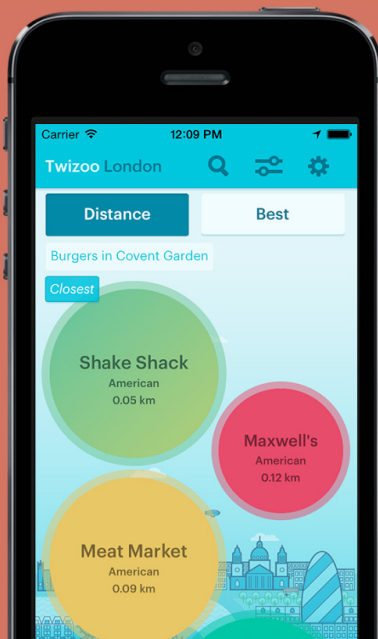 Carrier 12:09 PM
Twizoo London
Distance Best
Burgers in Covent Garden
Closest
Shake Shack
American
0.05 km
Maxwell's
American
0.12 km
Meat Market
American
0.09 km